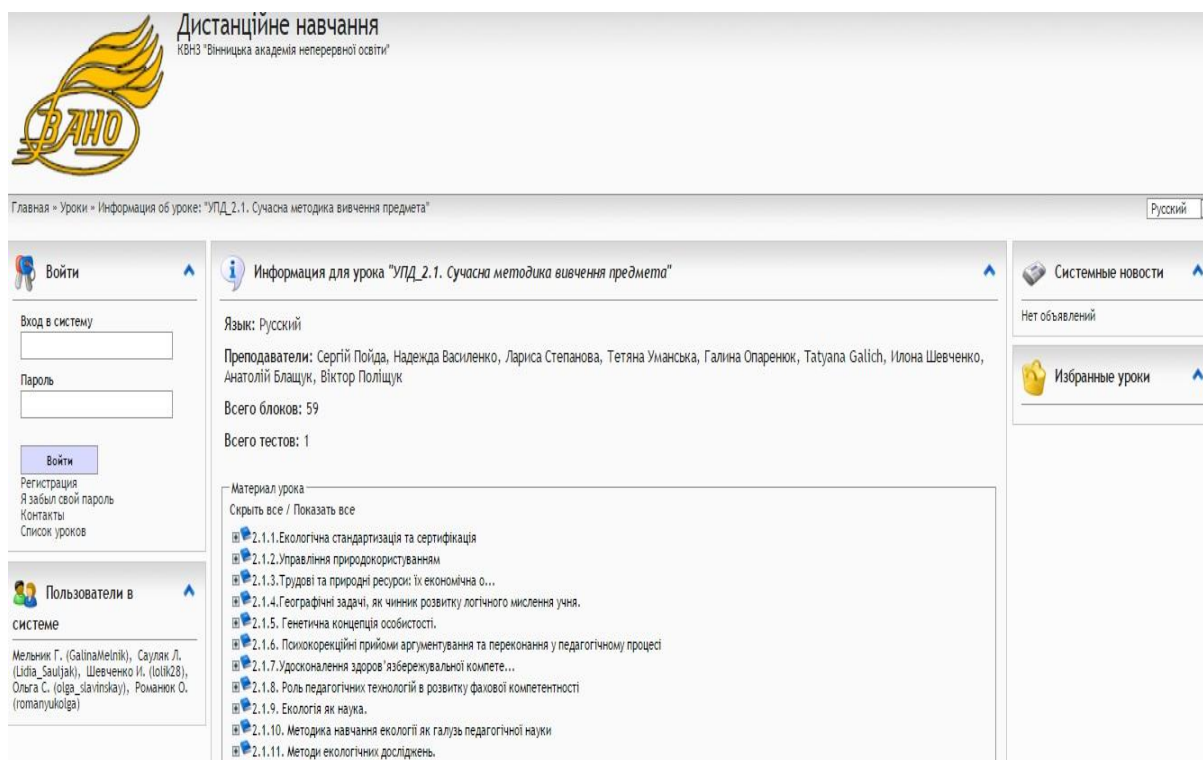 Дистанційне навчання
КВНЗ "Вінницька академія неперервної освіти"
ВАНО
Главная » Уроки » Информация об уроке: "УПД_2.1. Сучасна методика вивчення предмета"
Русский
Войти
Вход в систему
Пароль
Войти
Регистрация
Я забыл свой пароль
Контакты
Список уроков
Пользователи в
системе
Мельник Г. (GalinaMelnik), Сауляк Л.
(Lidia_Sauljak), Шевченко И. (lolik28),
Ольга С. (olga_slavinskay), Романюк О.
(romanyukolga)
Информация для урока "УПД_2.1. Сучасна методика вивчення предмета"
Язык: Русский
Преподаватели: Сергій Пойда, Надежда Василенко, Лариса Степанова, Тетяна Уманська, Галина Опаренюк, Tatyana Galich, Илона Шевченко,
Анатолій Блащук, Віктор Поліщук
Всего блоков: 59
Всего тестов: 1
Материал урока
Скрыть все / Показать все
2.1.1.Екологічна стандартизація та сертифікація
2.1.2.Управління природокористуванням
2.1.3.Трудові та природні ресурси: їх економічна о...
2.1.4.Географічні задачі, як чинник розвитку логічного мислення учня.
2.1.5. Генетична концепція особистості.
2.1.6. Психокорекційні прийоми аргументування та переконання у педагогічному процесі
2.1.7.Удосконалення здоров'язбережувальної компете...
2.1.8. Роль педагогічних технологій в розвитку фахової компетентності
2.1.9. Екологія як наука.
2.1.10. Методика навчання екології як галузь педагогічної науки
2.1.11. Методи екологічних досліджень.
Системные новости
Нет объявлений
Избранные уроки